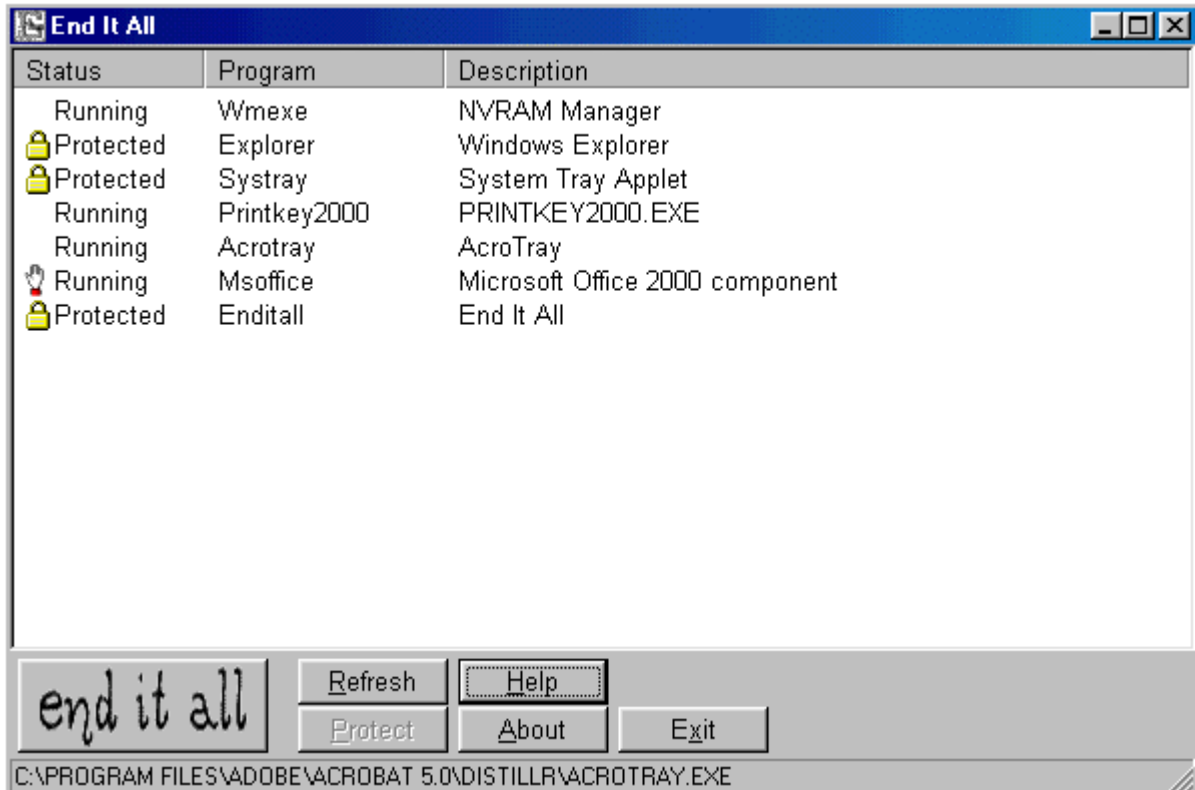 End It All
Status Program Description
Running Wmexe NVRAM Manager
Protected Explorer Windows Explorer
Protected Systray System Tray Applet
Running Printkey2000 PRINTKEY2000.EXE
Running Acrotray AcroTray
Running Msoffice Microsoft Office 2000 component
Protected Enditall End It All
end it all
Refresh Help
Protect About Exit
C:\PROGRAM FILES\ADOBE\ACROBAT 5.0\DISTILLR\ACROTRAY.EXE